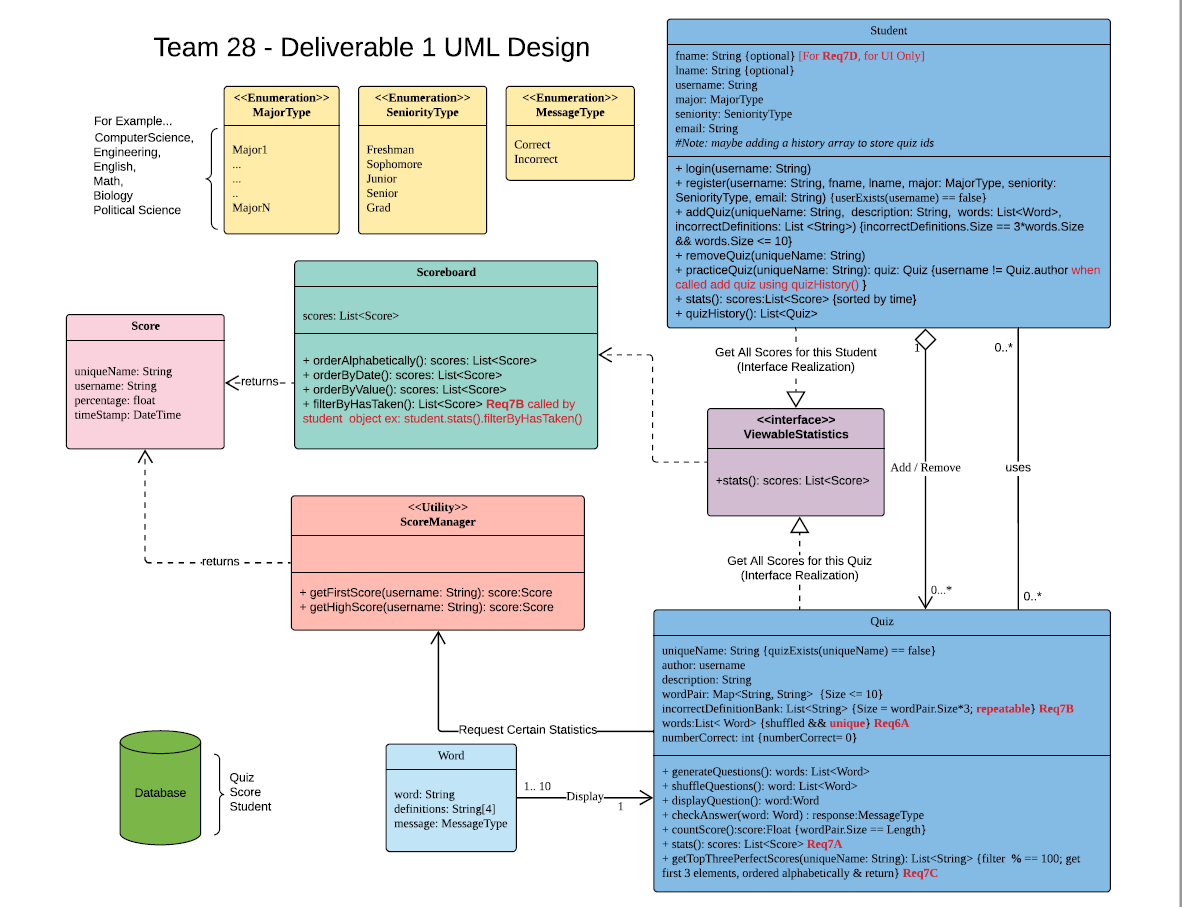 Team 28 - Deliverable 1 UML Design
For Example...
ComputerScience,
Engineering,
English,
Math,
Biology
Political Science
<<Enumeration>>
MajorType
Major1
...
...
..
MajorN
<<Enumeration>>
SeniorityType
Freshman
Sophomore
Junior
Senior
Grad
<<Enumeration>>
MessageType
Correct
Incorrect
Student
fname: String {optional} [For Req7D, for UI Only]
lname: String {optional}
username: String
major: MajorType
seniority: SeniorityType
email: String
#Note: maybe adding a history array to store quiz ids
+ login(username: String)
+ register(username: String, fname, lname, major: MajorType, seniority:
SeniorityType, email: String) {userExists(username) == false}
+ addQuiz(uniqueName: String, description: String, words: List<Word>,
incorrectDefinitions: List <String>) {incorrectDefinitions.Size == 3*words.Size
&& words.Size <= 10}
+ removeQuiz(uniqueName: String)
+ practiceQuiz(uniqueName: String): quiz: Quiz {username != Quiz.author when
called add quiz using quizHistory() }
+ stats(): scores:List<Score> {sorted by time}
+ quizHistory(): List<Quiz>
Scoreboard
scores: List<Score>
+ orderAlphabetically(): scores: List<Score>
+ orderByDate(): scores: List<Score>
+ orderByValue(): scores: List<Score>
+ filterByHasTaken(): List<Score> Req7B called by
student object ex: student.stats().filterByHasTaken()
Score
uniqueName: String
username: String
percentage: float
timeStamp: DateTime
returns
Get All Scores for this Student
(Interface Realization)
1
0..*
<<interface>>
ViewableStatistics
+stats(): scores: List<Score>
Add / Remove
uses
Get All Scores for this Quiz
(Interface Realization)
0...*
0..*
<<Utility>>
ScoreManager
+ getFirstScore(username: String): score:Score
+ getHighScore(username: String): score:Score
returns
Request Certain Statistics
Quiz
uniqueName: String {quizExists(uniqueName) == false}
author: username
description: String
wordPair: Map<String, String> {Size <= 10}
incorrectDefinitionBank: List<String> {Size = wordPair.Size*3; repeatable} Req7B
words:List< Word> {shuffled && unique} Req6A
numberCorrect: int {numberCorrect= 0}
+ generateQuestions(): words: List<Word>
+ shuffleQuestions(): word: List<Word>
+ displayQuestion(): word:Word
+ checkAnswer(word: Word) : response:MessageType
+ countScore():score:Float {wordPair.Size == Length}
+ stats(): scores: List<Score> Req7A
+ getTopThreePerfectScores(uniqueName: String): List<String> {filter % == 100; get
first 3 elements, ordered alphabetically & return} Req7C
Word
word: String
definitions: String[4]
message: MessageType
1.. 10
Display
1
Database
Quiz
Score
Student